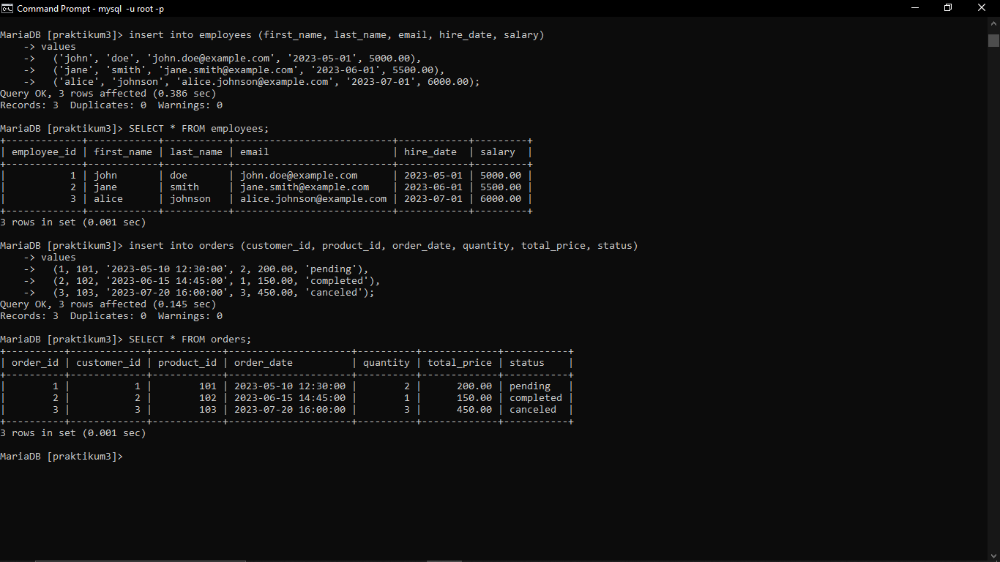 Command Prompt - mysql  -u root -p
MariaDB [praktikum3]> insert into employees (first_name, last_name, email, hire_date, salary)
    -> values
    ->   ('john', 'doe', 'john.doe@example.com', '2023-05-01', 5000.00),
    ->   ('jane', 'smith', 'jane.smith@example.com', '2023-06-01', 5500.00),
    ->   ('alice', 'johnson', 'alice.johnson@example.com', '2023-07-01', 6000.00);
Query OK, 3 rows affected (0.386 sec)
Records: 3  Duplicates: 0  Warnings: 0

MariaDB [praktikum3]> SELECT * FROM employees;
+-------------+------------+-----------+---------------------------+------------+---------+
| employee_id | first_name | last_name | email                     | hire_date  | salary  |
+-------------+------------+-----------+---------------------------+------------+---------+
|           1 | john       | doe       | john.doe@example.com      | 2023-05-01 | 5000.00 |
|           2 | jane       | smith     | jane.smith@example.com    | 2023-06-01 | 5500.00 |
|           3 | alice      | johnson   | alice.johnson@example.com | 2023-07-01 | 6000.00 |
+-------------+------------+-----------+---------------------------+------------+---------+
3 rows in set (0.001 sec)

MariaDB [praktikum3]> insert into orders (customer_id, product_id, order_date, quantity, total_price, status)
    -> values
    ->   (1, 101, '2023-05-10 12:30:00', 2, 200.00, 'pending'),
    ->   (2, 102, '2023-06-15 14:45:00', 1, 150.00, 'completed'),
    ->   (3, 103, '2023-07-20 16:00:00', 3, 450.00, 'canceled');
Query OK, 3 rows affected (0.145 sec)
Records: 3  Duplicates: 0  Warnings: 0

MariaDB [praktikum3]> SELECT * FROM orders;
+----------+-------------+------------+---------------------+----------+-------------+-----------+
| order_id | customer_id | product_id | order_date          | quantity | total_price | status    |
+----------+-------------+------------+---------------------+----------+-------------+-----------+
|        1 |           1 |        101 | 2023-05-10 12:30:00 |        2 |      200.00 | pending   |
|        2 |           2 |        102 | 2023-06-15 14:45:00 |        1 |      150.00 | completed |
|        3 |           3 |        103 | 2023-07-20 16:00:00 |        3 |      450.00 | canceled  |
+----------+-------------+------------+---------------------+----------+-------------+-----------+
3 rows in set (0.001 sec)

MariaDB [praktikum3]>